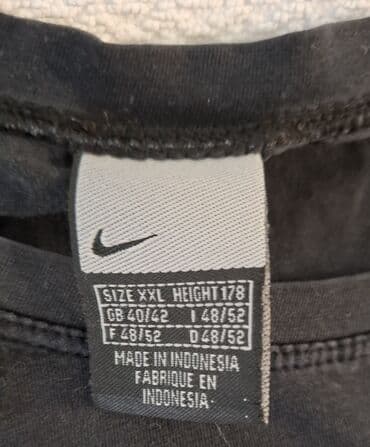 SIZE XXL HEIGHT 178
GB 40/42 I 48/52
F 48/52 D 48/52
MADE IN INDONESIA
FABRIQUE EN
INDONESIA